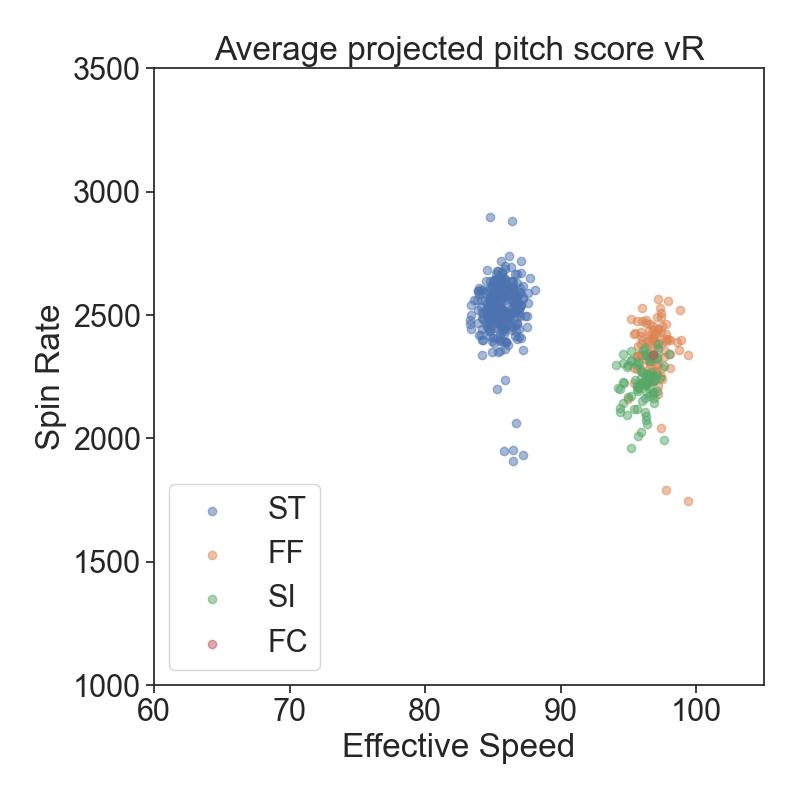 Average projected pitch score vR
3500
3000
2500
2000
1500
1000
Spin Rate
ST
FF
SI
FC
60 70 80 90 100
Effective Speed